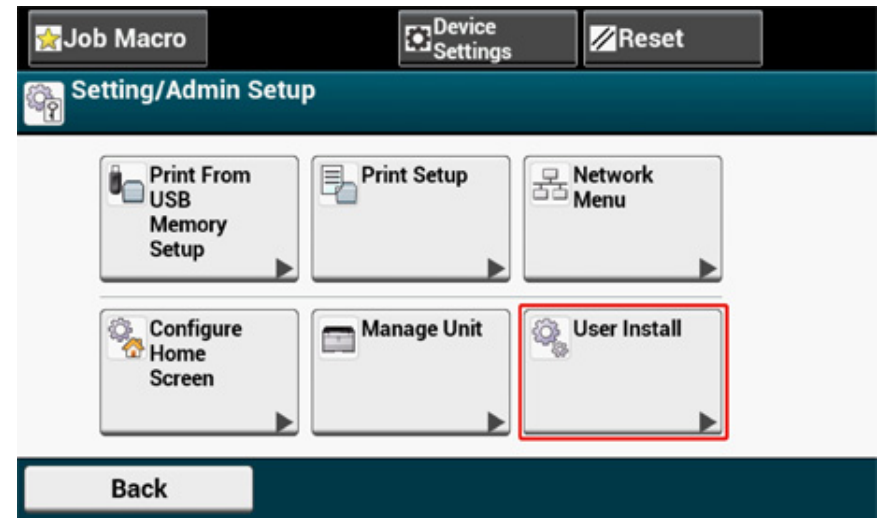 Job Macro
Device
Settings
Reset
Setting/Admin Setup
Print From
USB
Memory
Setup
Print Setup
Network
Menu
Configure
Home
Screen
Manage Unit
User Install
Back